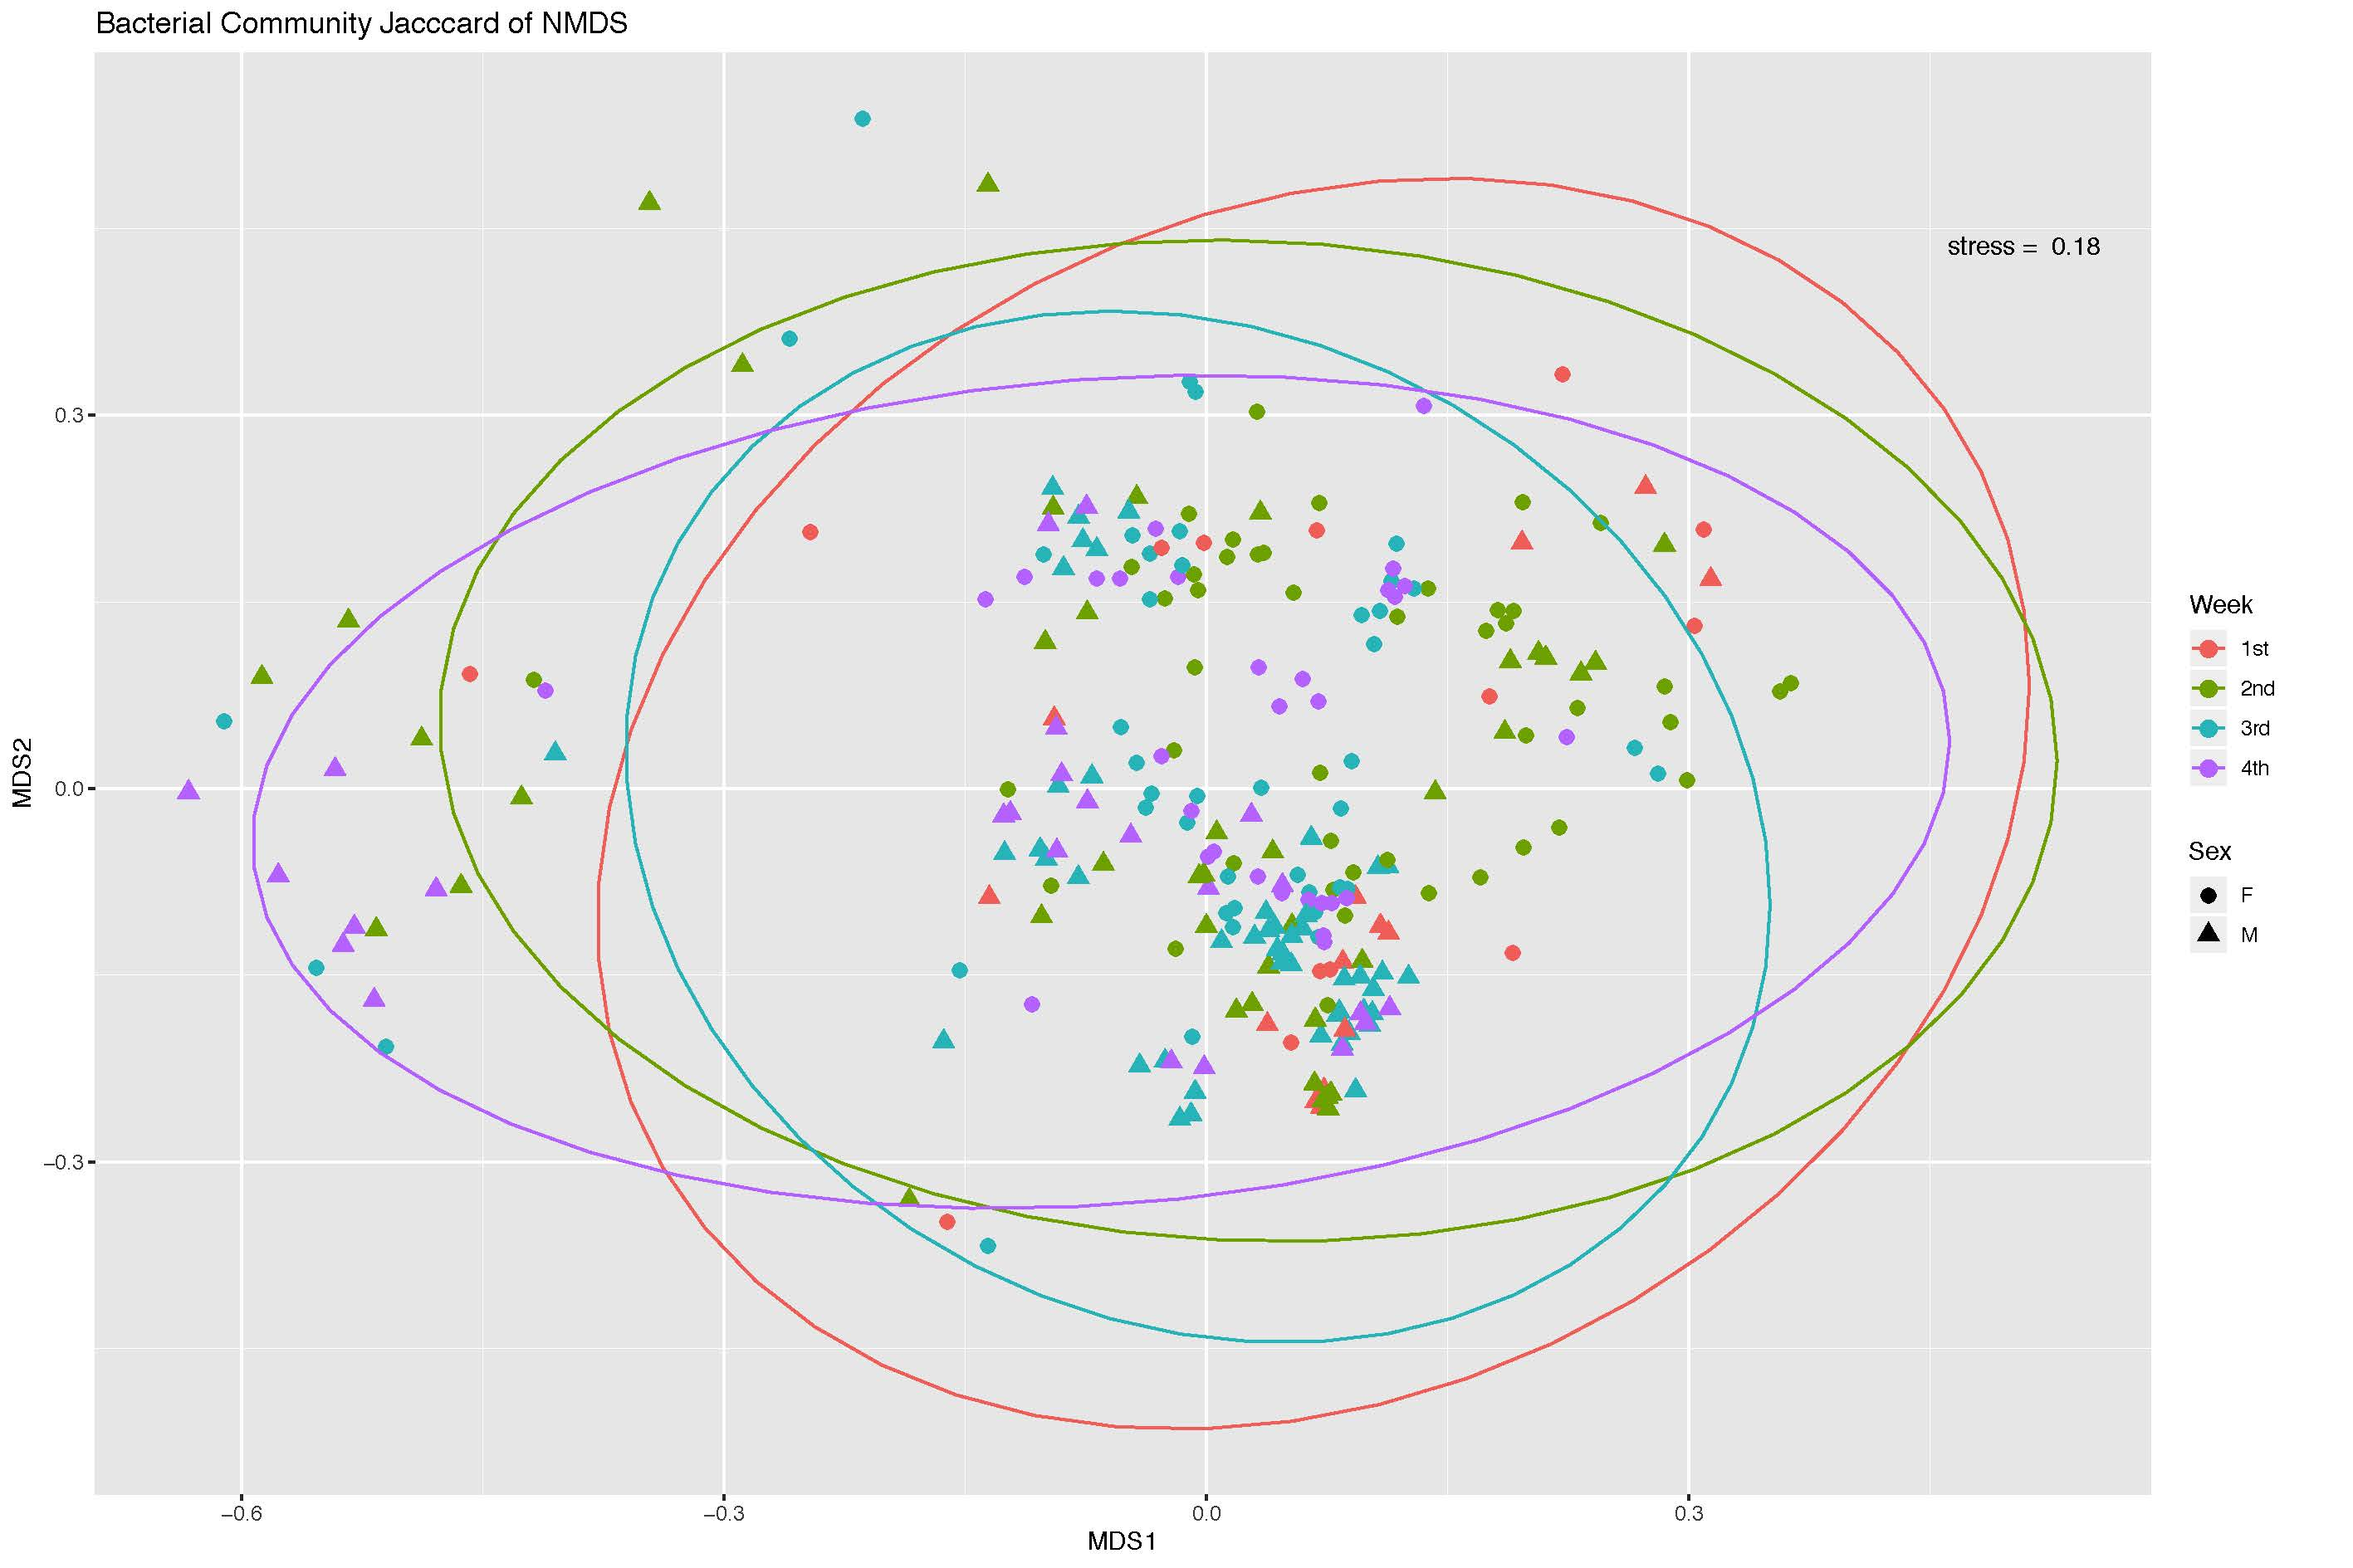 Bacterial Community Jacccard of NMDS
stress = 0.18
0.3
0.0
−0.3
MDS2
−0.6
−0.3
0.0
0.3
MDS1
Week
1st
2nd
3rd
4th
Sex
F
M